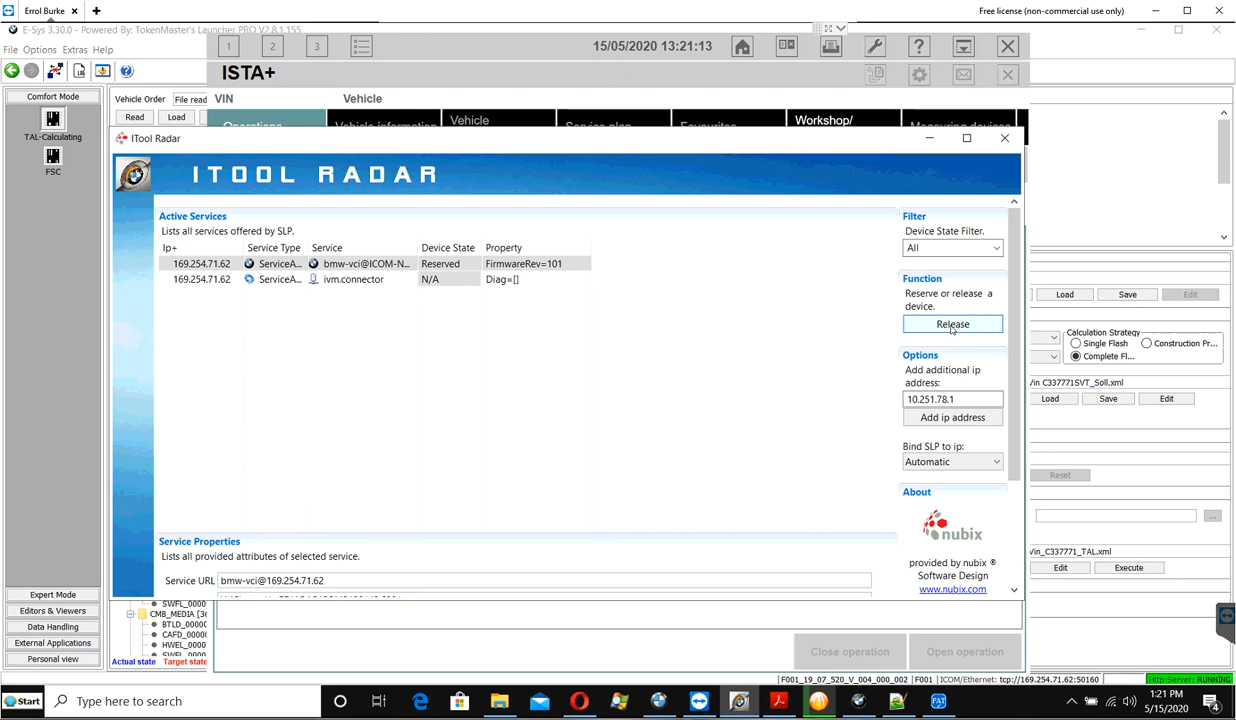 Errol Burke
Free license (non-commercial use only)
E-Sys 3.30.0 - Powered By: TokenMaster's Launcher PRO V2.8.1.155
File Options Extras Help
1 2 3
15/05/2020 13:21:13
ISTA+
Comfort Mode
TAL-Calculating
FSC
Vehicle Order
File read
Read
Load
VIN
Vehicle
Operations
Vehicle information
Vehicle
Service plan
Favourites
Workshop/
Measuring devices
ITool Radar
ITOOL RADAR
Active Services
Lists all services offered by SLP.
Ip+ Service Type Service Device State Property
169.254.71.62 ServiceA... bmw-vci@ICOM-N... Reserved FirmwareRev=101
169.254.71.62 ServiceA... ivm.connector N/A Diag=[]
Filter
Device State Filter.
All
Function
Reserve or release a
device.
Release
Options
Add additional ip
address:
10.251.78.1
Add ip address
Bind SLP to ip:
Automatic
About
nubix
provided by nubix ®
Software Design
www.nubix.com
Service Properties
Lists all provided attributes of selected service.
Service URL bmw-vci@169.254.71.62
Load Save Edit
Calculation Strategy
Single Flash
Construction Pr...
Complete Fl...
Vin C337771SVT_Soll.xml
Load Save Edit
Reset
...
Vin_C337771_TAL.xml
Edit Execute
Expert Mode
Editors & Viewers
Data Handling
External Applications
Personal view
SWFL_0000
CMB_MEDIA [36
BTLD_00000
CAFD_0000
HWEL_0000
Actual state Target state
Close operation
Open operation
F001_19_07_520_V_004_000_002 F001 ICOM/Ethernet: tcp://169.254.71.62:50160
Http-Server: RUNNING
Start
Type here to search
FAT
1:21 PM
5/15/2020
4